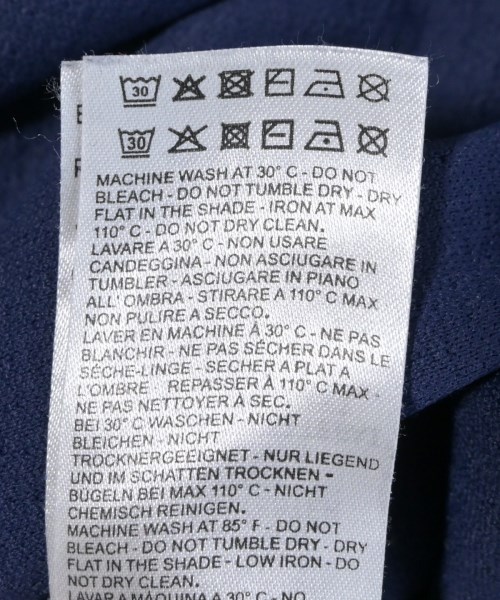 30
30
MACHINE WASH AT 30° C - DO NOT
BLEACH - DO NOT TUMBLE DRY - DRY
FLAT IN THE SHADE - IRON AT MAX
110° C - DO NOT DRY CLEAN.
LAVARE A 30° C - NON USARE
CANDEGGINA - NON ASCIUGARE IN
TUMBLER - ASCIUGARE IN PIANO
ALL' OMBRA - STIRARE A 110° C MAX
NON PULIRE A SECCO.
LAVER EN MACHINE À 30° C - NE PAS
BLANCHIR - NE PAS SÉCHER DANS LE
SÈCHE-LINGE - SECHER A PLAT A
L'OMBRE REPASSER À 110° C MAX -
NE PAS NETTOYER À SEC.
BEI 30° C WASCHEN - NICHT
BLEICHEN - NICHT
TROCKNERGEEIGNET - NUR LIEGEND
UND IM SCHATTEN TROCKNEN -
BÜGELN BEI MAX 110° C - NICHT
CHEMISCH REINIGEN.
MACHINE WASH AT 85° F - DO NOT
BLEACH - DO NOT TUMBLE DRY - DRY
FLAT IN THE SHADE - LOW IRON - DO
NOT DRY CLEAN.
LAVAR A MÁQUINA A 30° C - NO